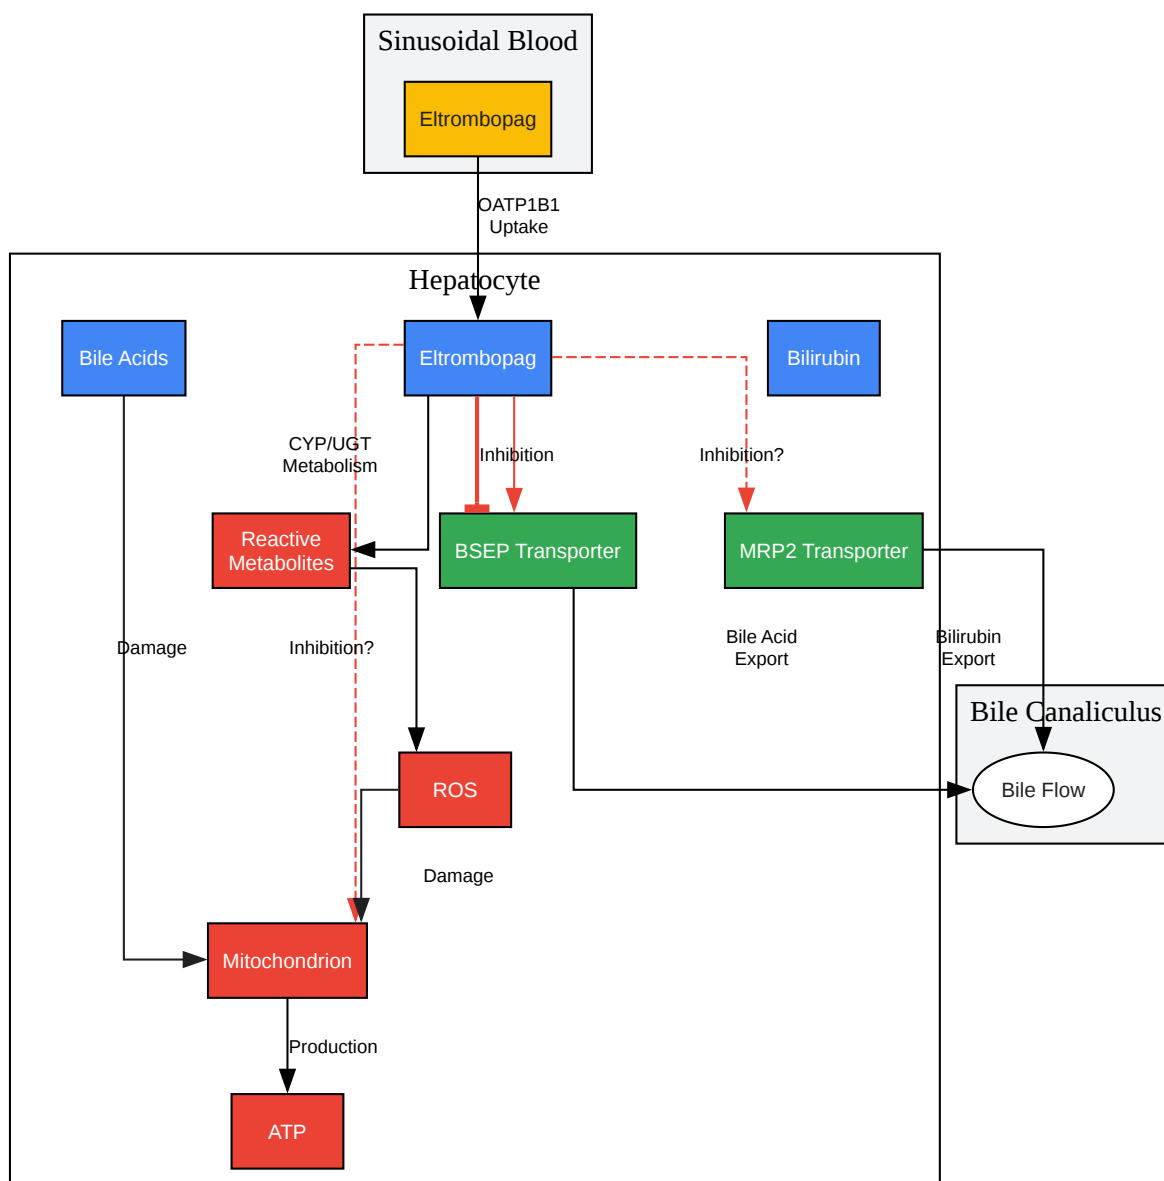 Sinusoidal Blood
Eltrombopag
OATP1B1
Uptake
Hepatocyte
Bile Acids
Eltrombopag
Bilirubin
CYP/UGT
Metabolism
Inhibition
Inhibition?
Reactive
Metabolites
BSEP Transporter
MRP2 Transporter
Damage
Inhibition?
Bile Acid
Export
Bilirubin
Export
Bile Canaliculus
ROS
Bile Flow
Damage
Mitochondrion
Production
ATP